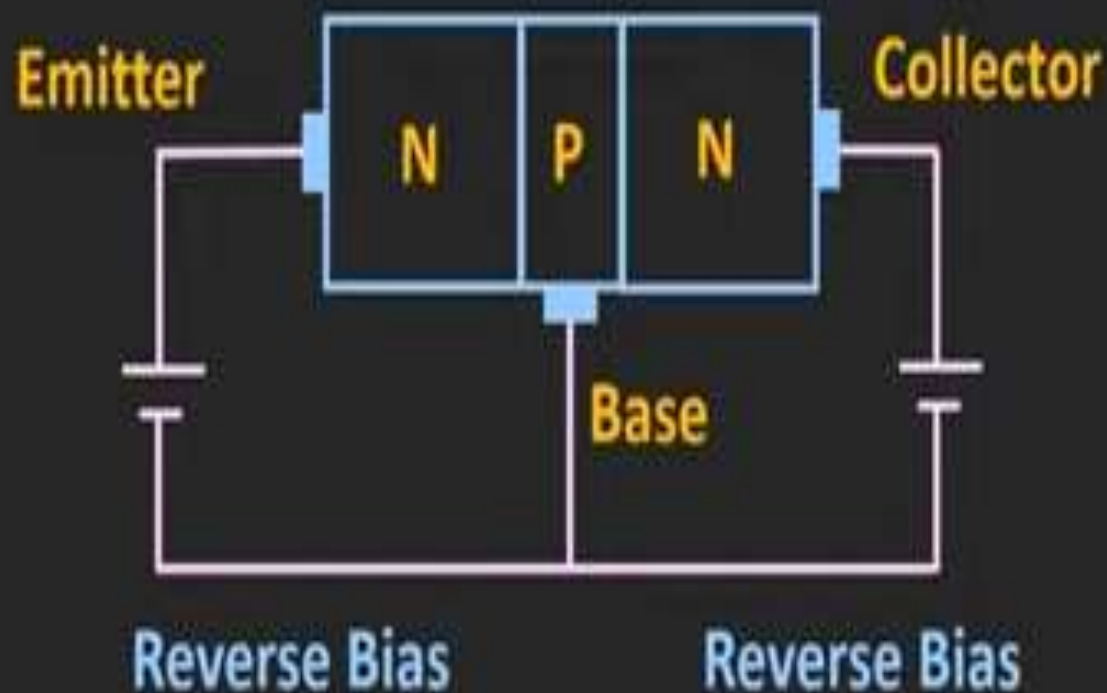 Emitter
Collector
N P N
Base
Reverse Bias
Reverse Bias